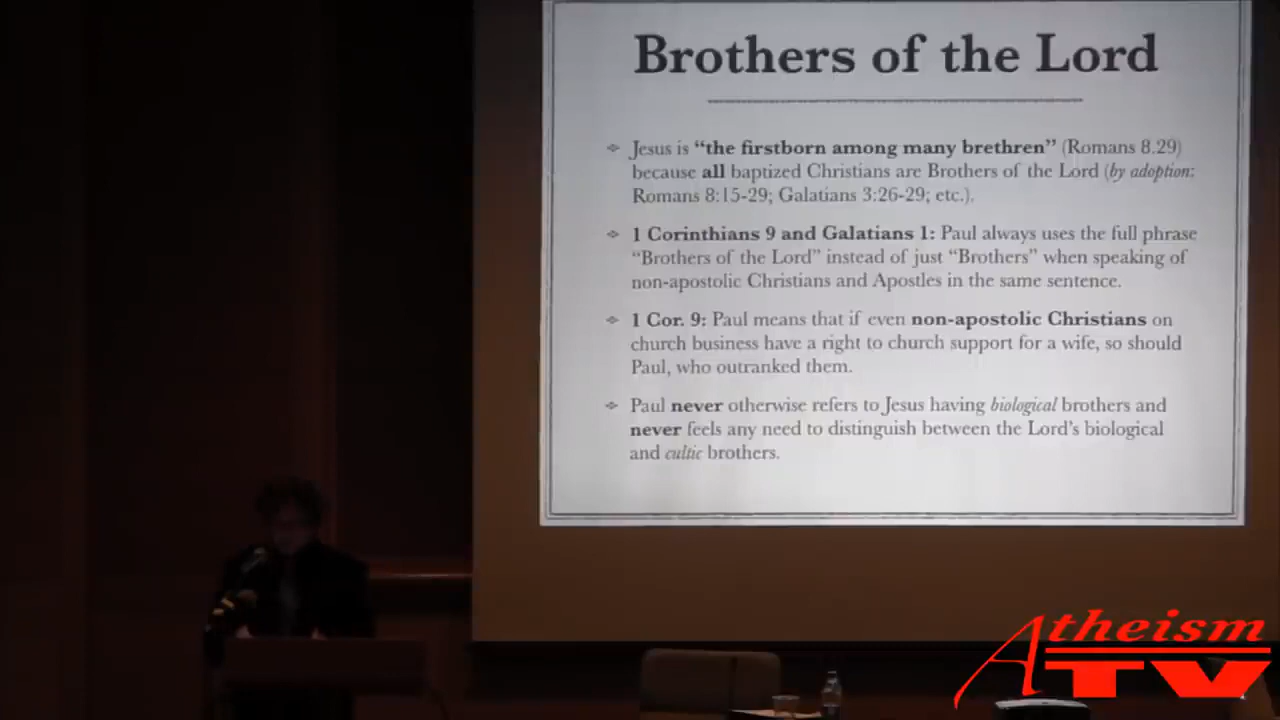 Brothers of the Lord
Jesus is “the firstborn among many brethren” (Romans 8.29)
because all baptized Christians are Brothers of the Lord (by adoption:
Romans 8:15-29; Galatians 3:26-29; etc.).
1 Corinthians 9 and Galatians 1: Paul always uses the full phrase
“Brothers of the Lord” instead of just “Brothers” when speaking of
non-apostolic Christians and Apostles in the same sentence.
1 Cor. 9: Paul means that if even non-apostolic Christians on
church business have a right to church support for a wife, so should
Paul, who outranked them.
Paul never otherwise refers to Jesus having biological brothers and
never feels any need to distinguish between the Lord’s biological
and cultic brothers.
Atheism
TV